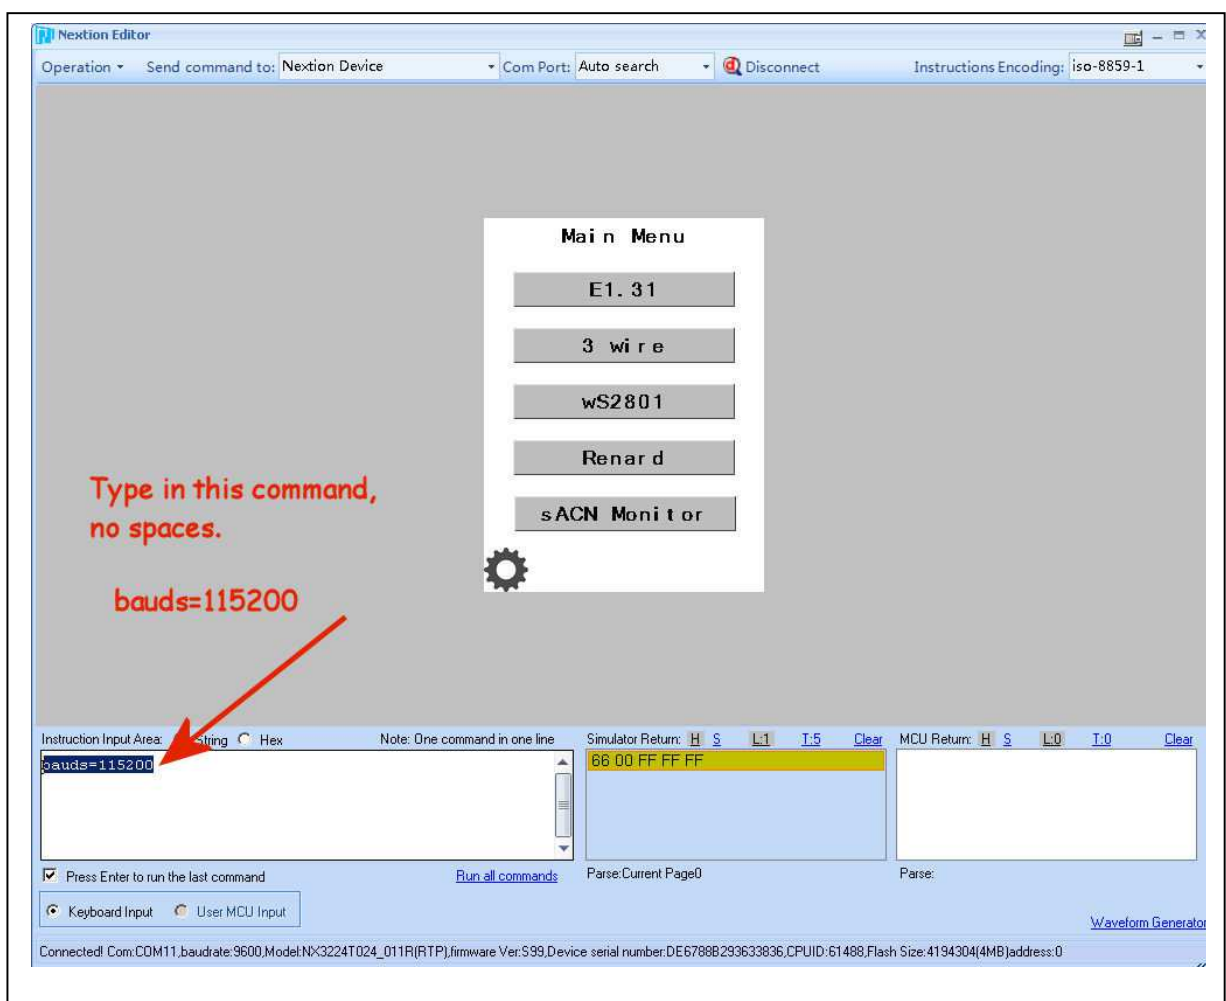 Nextion Editor
Operation Send command to: Nextion Device Com Port: Auto search Disconnect Instructions Encoding: iso-8859-1
Main Menu
E1.31
3 wire
wS2801
Renard
sACN Monitor
Type in this command,
no spaces.
bauds=115200
Instruction Input Area: String Hex Note: One command in one line Simulator Return: H S L:1 T:5 Clear MCU Return: H S L:0 T:0 Clear
bauds=115200 66 00 FF FF FF
Press Enter to run the last command Run all commands Parse:Current Page0 Parse:
Keyboard Input User MCU Input
Waveform Generator
Connected! Com:COM11,baudrate:9600,Model:NX3224T024_011R(RTP),firmware Ver:S99,Device serial number:DE6788B293633836,CPUID:61488,Flash Size:4194304(4MB)address:0